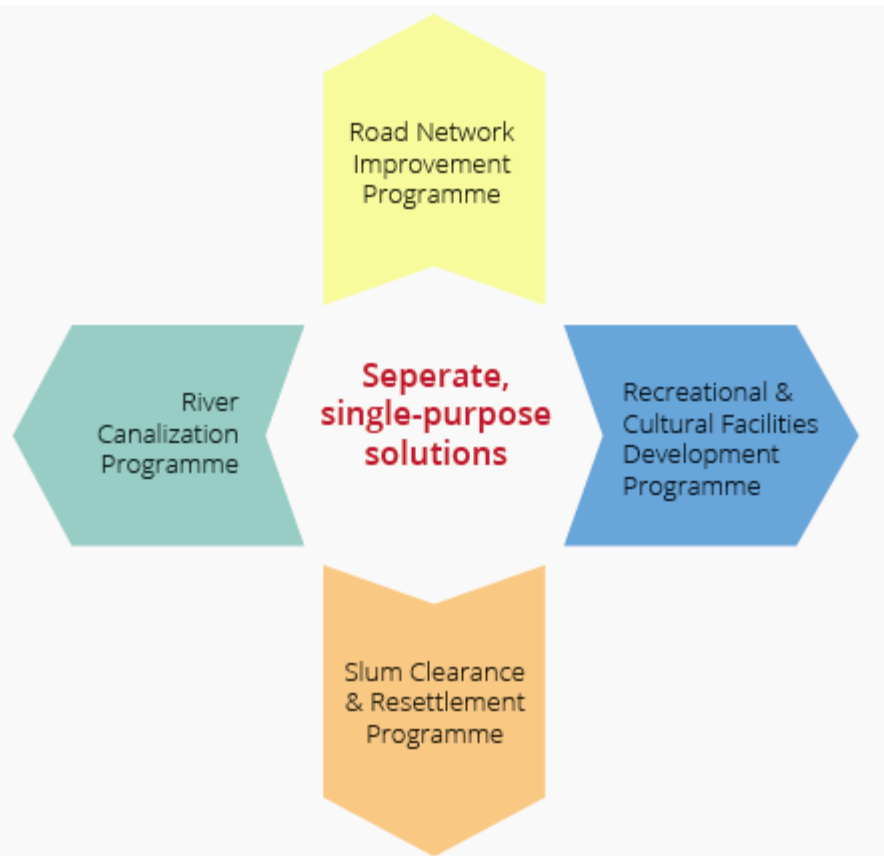 Road Network
Improvement
Programme
River
Canalization
Programme
Seperate,
single-purpose
solutions
Recreational &
Cultural Facilities
Development
Programme
Slum Clearance
& Resettlement
Programme